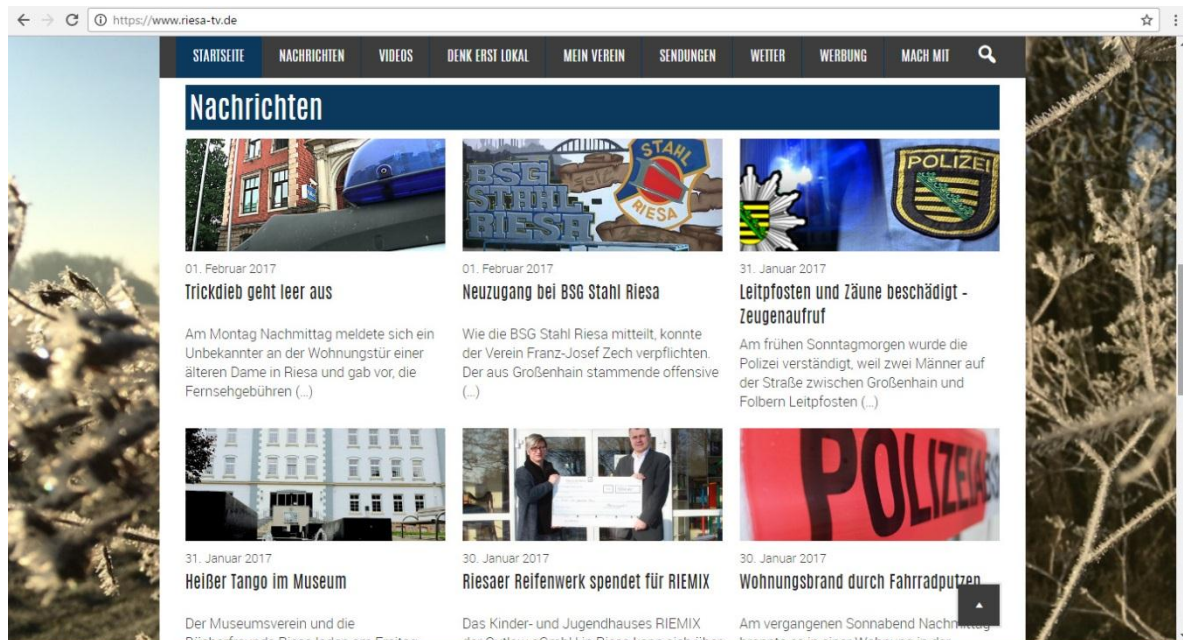 https://www.riesa-tv.de
STARTSEITE NACHRICHTEN VIDEOS DENK ERST LOKAL MEIN VEREIN SENDUNGEN WETTER WERBUNG MACH MIT
Nachrichten
BSG
STAHL
RIESA
STAHL
RIESA
POLIZEI
01. Februar 2017
Trickdieb geht leer aus
Am Montag Nachmittag meldete sich ein
Unbekannter an der Wohnungstür einer
älteren Dame in Riesa und gab vor, die
Fernsehgebühren (...)
01. Februar 2017
Neuzugang bei BSG Stahl Riesa
Wie die BSG Stahl Riesa mitteilt, konnte
der Verein Franz-Josef Zech verpflichten.
Der aus Großenhain stammende offensive
(...)
31. Januar 2017
Leitpfosten und Zäune beschädigt -
Zeugenaufruf
Am frühen Sonntagmorgen wurde die
Polizei verständigt, weil zwei Männer auf
der Straße zwischen Großenhain und
Folbern Leitpfosten (...)
POLIZEIABS
31. Januar 2017
Heißer Tango im Museum
Der Museumsverein und die
30. Januar 2017
Riesaer Reifenwerk spendet für RIEMIX
Das Kinder- und Jugendhauses RIEMIX
30. Januar 2017
Wohnungsbrand durch Fahrradputzen
Am vergangenen Sonnabend Nachmittag